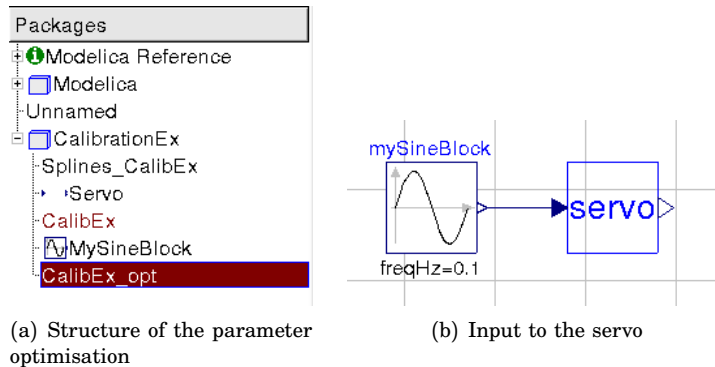 Packages
Modelica Reference
Modelica
Unnamed
CalibrationEx
Splines_CalibEx
Servo
CalibEx
MySineBlock
CalibEx_opt
(a) Structure of the parameter
optimisation
mySineBlock
servo
freqHz=0.1
(b) Input to the servo